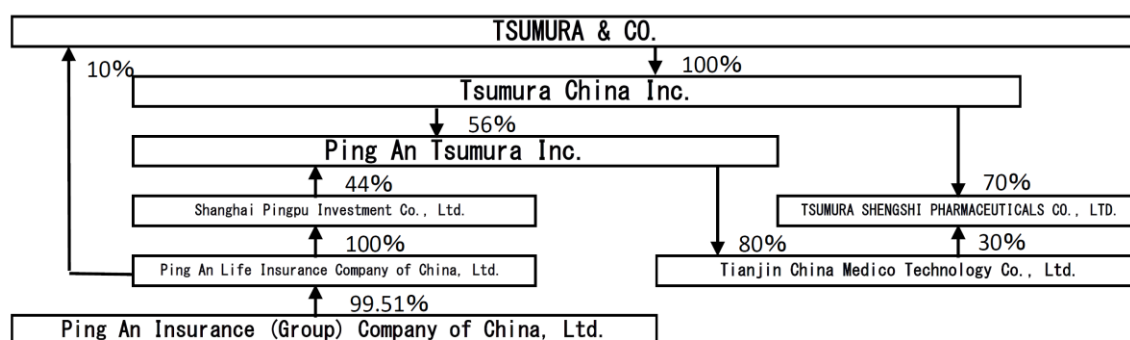 TSUMURA & CO.
10%
100%
Tsumura China Inc.
56%
Ping An Tsumura Inc.
44%
70%
Shanghai Pingpu Investment Co., Ltd.
TSUMURA SHENGSHI PHARMACEUTICALS CO., LTD.
100%
80%
30%
Ping An Life Insurance Company of China, Ltd.
Tianjin China Medico Technology Co., Ltd.
99.51%
Ping An Insurance (Group) Company of China, Ltd.